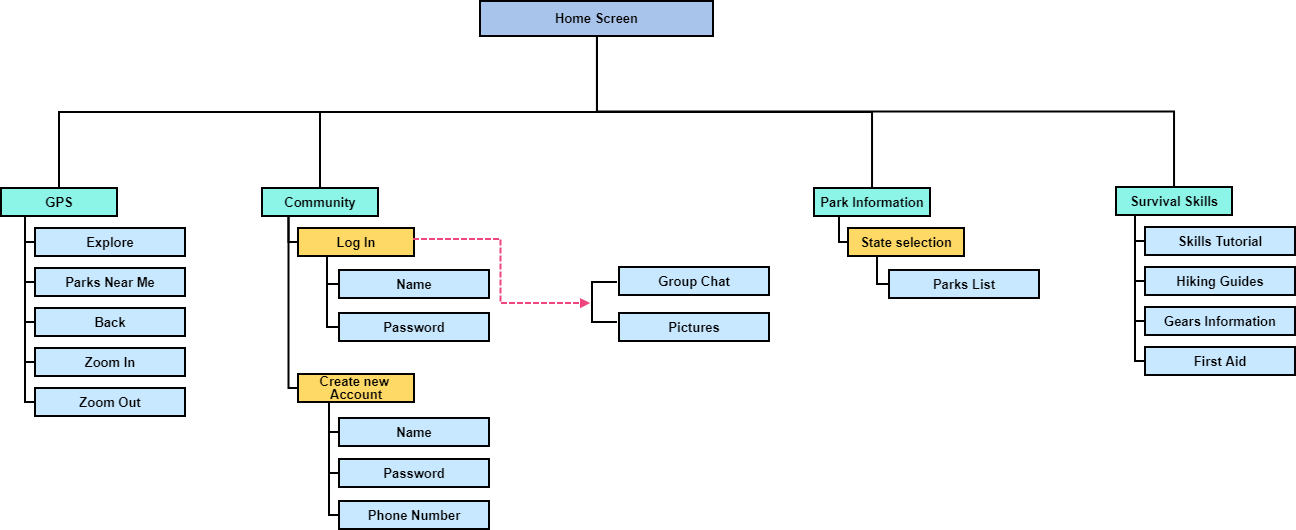 Home Screen
GPS
Explore
Parks Near Me
Back
Zoom In
Zoom Out
Community
Log In
Name
Password
Group Chat
Pictures
Create new
Account
Name
Password
Phone Number
Park Information
State selection
Parks List
Survival Skills
Skills Tutorial
Hiking Guides
Gears Information
First Aid